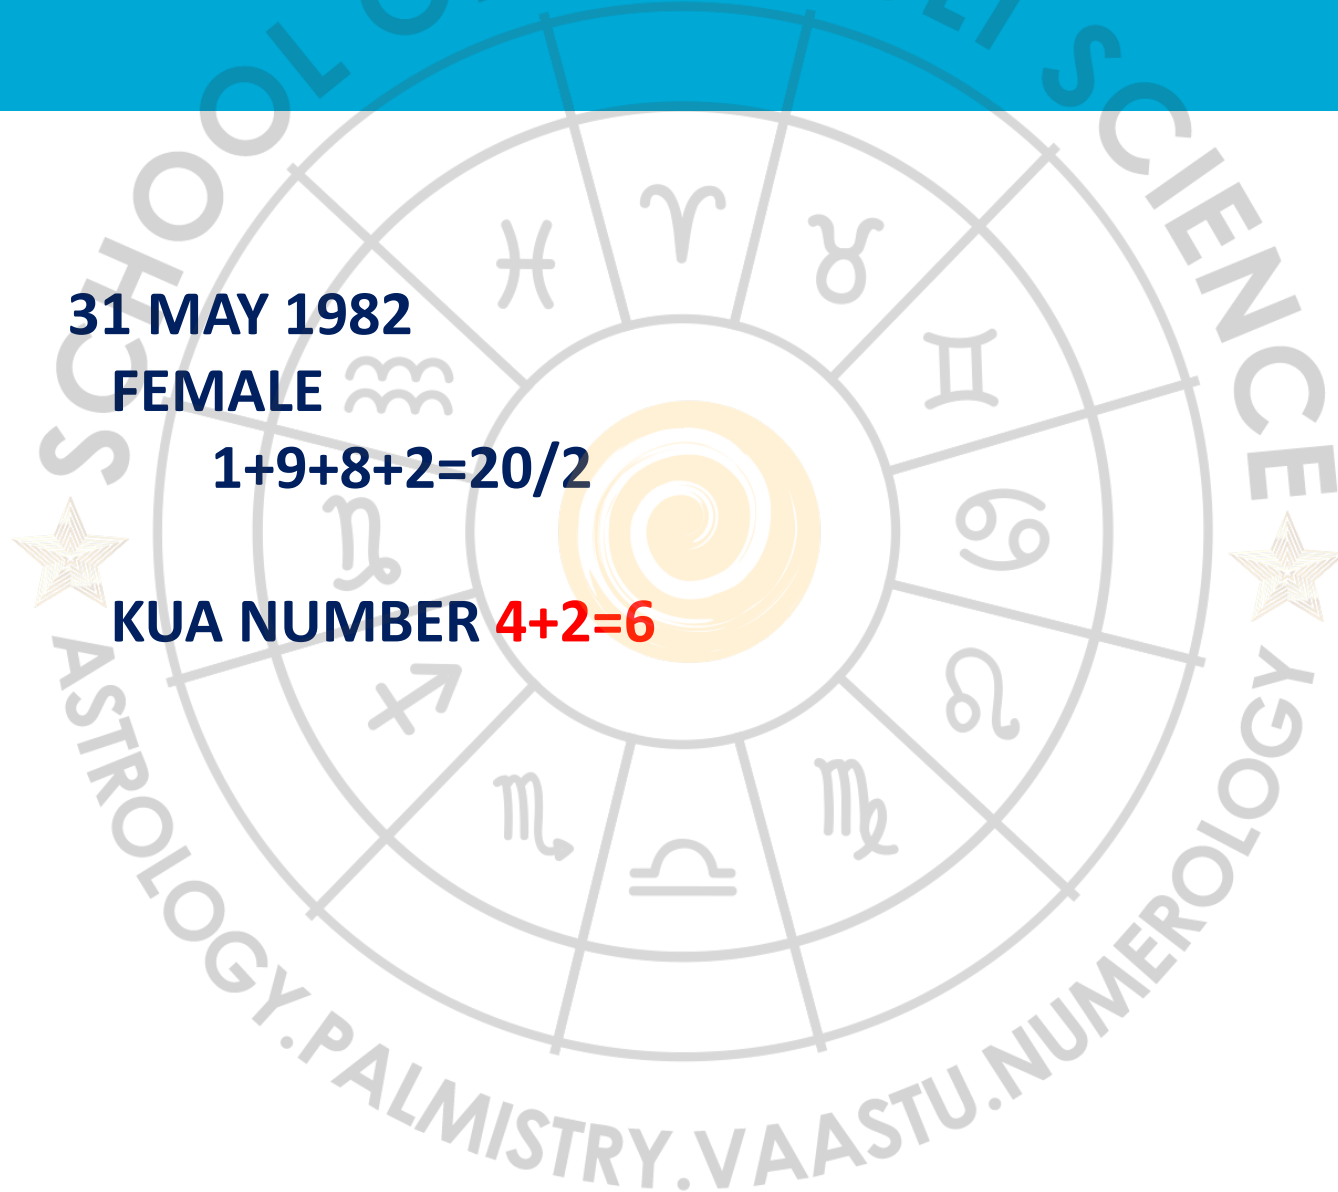 31 MAY 1982
FEMALE
1+9+8+2=20/2
KUA NUMBER 4+2=6
SCHOOL SCIENCE
ASTROLOGY.PALMISTRY.VAASTU.NUMEROLOGY